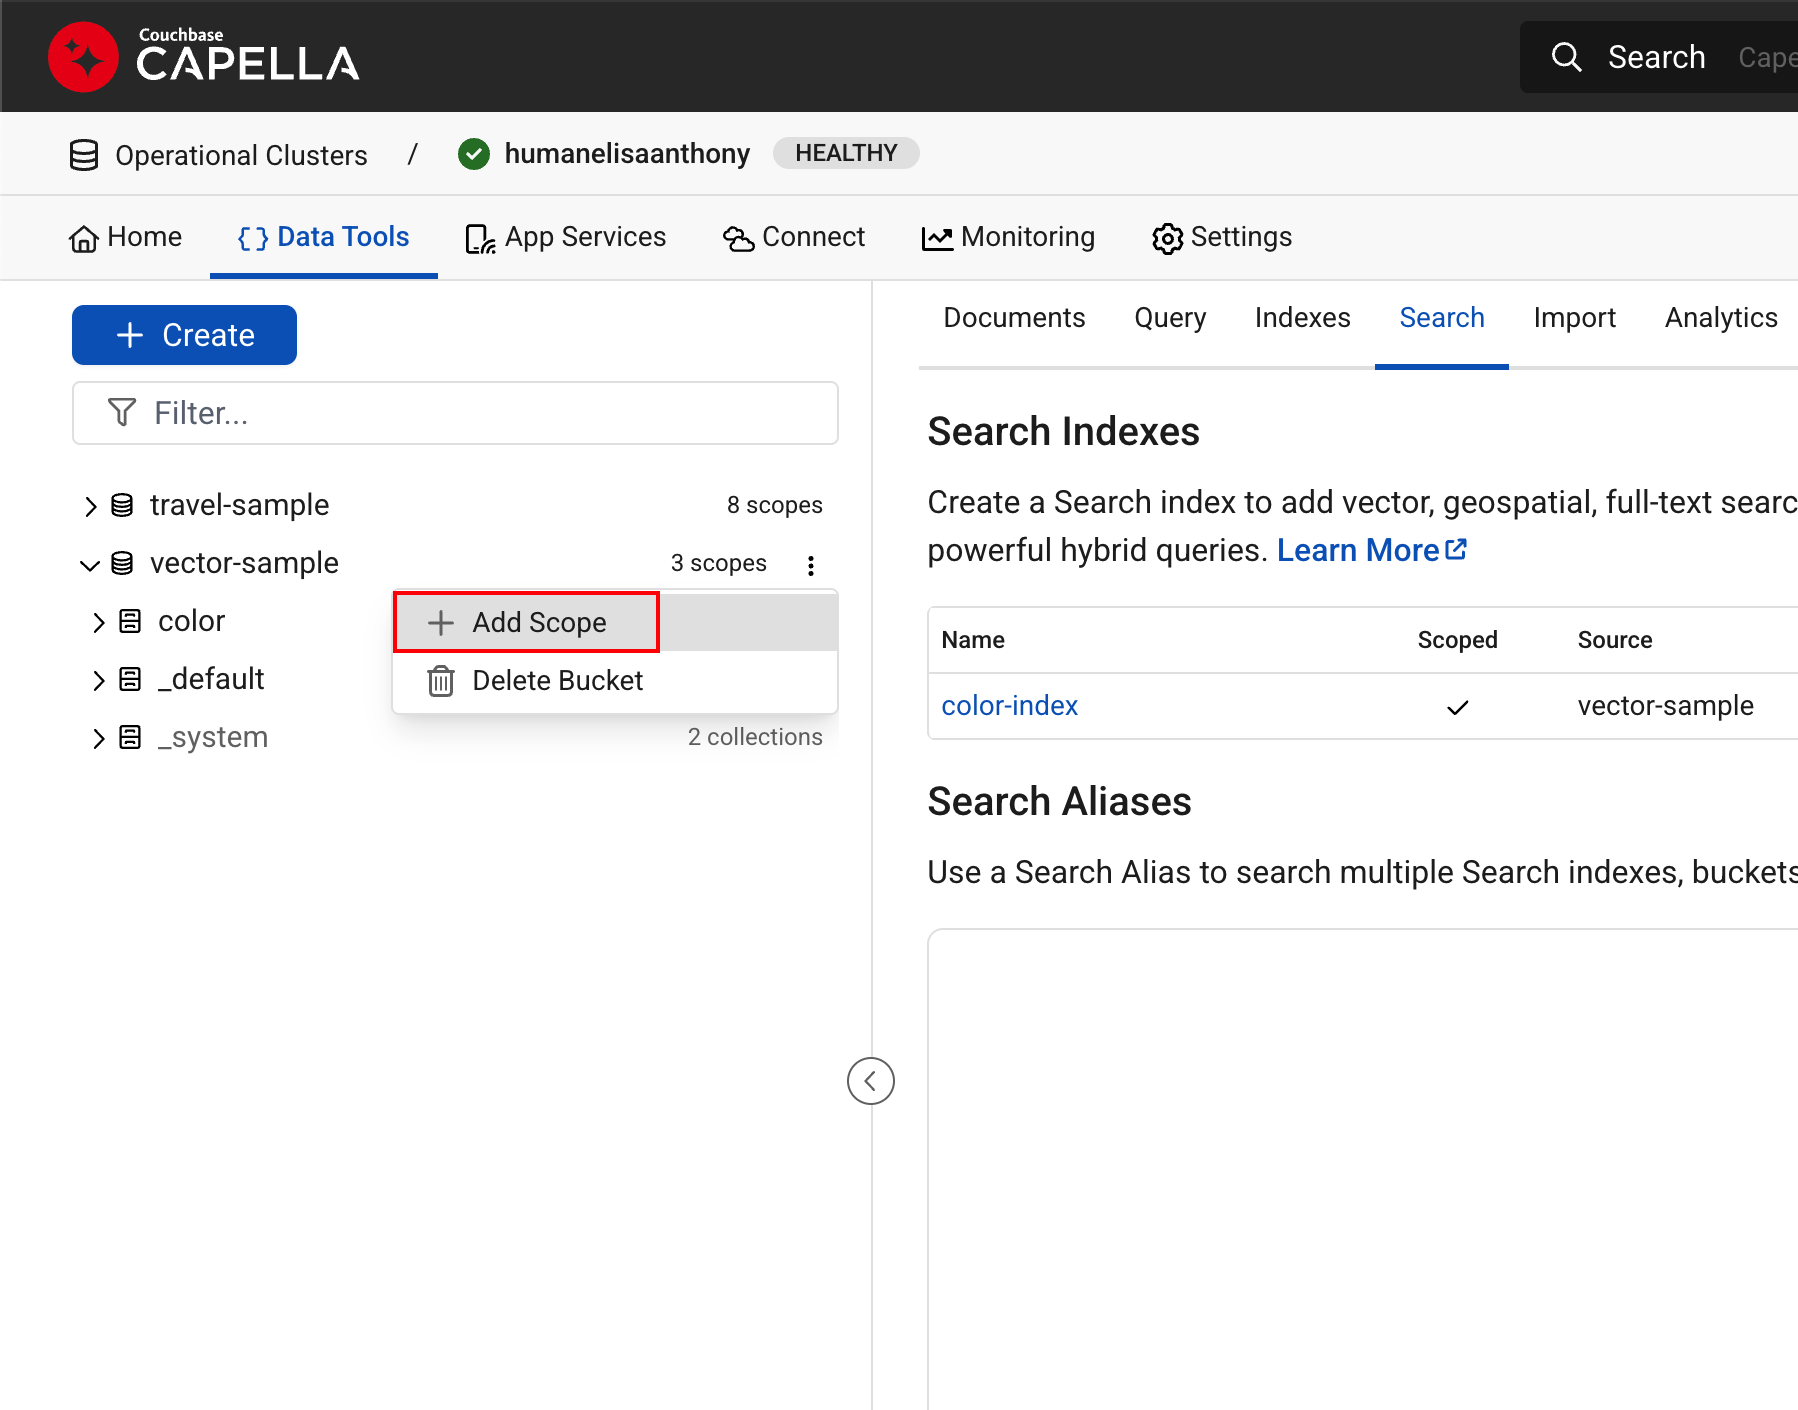 Couchbase
CAPELLA
Search Cape
Operational Clusters / humanelisaanthony HEALTHY
Home Data Tools App Services Connect Monitoring Settings
+ Create
Documents Query Indexes Search Import Analytics
Filter...
Search Indexes
travel-sample 8 scopes
Create a Search index to add vector, geospatial, full-text searc
vector-sample 3 scopes
powerful hybrid queries. Learn More
color
+ Add Scope
Name Scoped Source
_default
Delete Bucket
color-index vector-sample
_system 2 collections
Search Aliases
Use a Search Alias to search multiple Search indexes, buckets